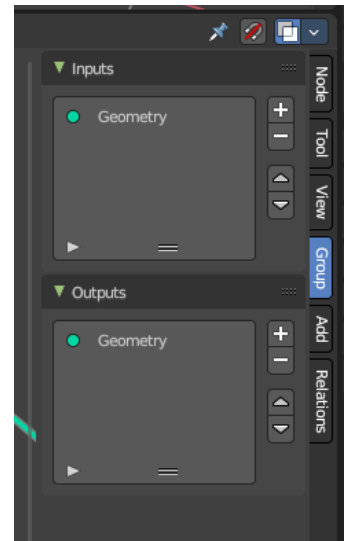 Inputs
Geometry
Outputs
Geometry
Node
Tool
View
Group
Add
Relations